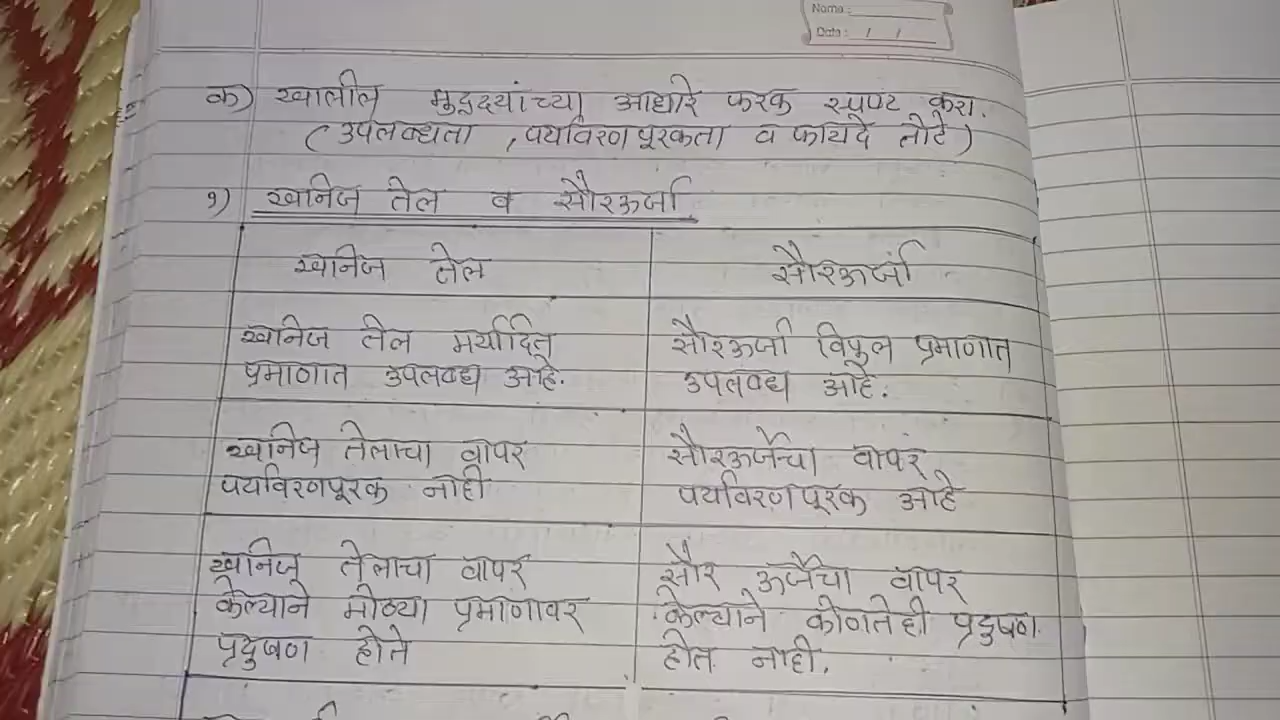 Name :
Date : / /
क) खालील मुद्द्यांच्या आधारे फरक स्पष्ट करा.
(उपलब्धता , पर्यावरणपूरकता व फायदे तोटे)
१) खनिज तेल व सौरऊर्जा
खनिज तेल
सौरऊर्जा
खनिज तेल मर्यादित
प्रमाणात उपलब्ध आहे.
सौरऊर्जा विपूल प्रमाणात
उपलब्ध आहे.
खनिज तेलाचा वापर
पर्यावरणपूरक नाही
सौरऊर्जेचा वापर
पर्यावरणपूरक आहे
खनिज तेलाचा वापर
केल्याने मोठ्या प्रमाणावर
प्रदुषण होते
सौर ऊर्जेचा वापर
केल्याने कोणतेही प्रदुषण
होत नाही.